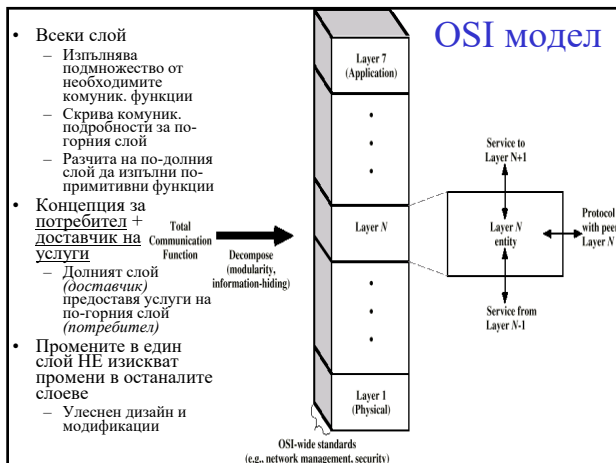 OSI модел
• Всеки слой
– Изпълнява
подмножество от
необходимите
комуник. функции
– Скрива комуник.
подробности за по-
горния слой
– Разчита на по-долния
слой да изпълни по-
примитивни функции
• Концепция за
потребител +
доставчик на
услуги
– Долният слой
(доставчик)
предоставя услуги на
по-горния слой
(потребител)
• Промените в един
слой НЕ изискват
промени в останалите
слоеве
– Улеснен дизайн и
модификации
Total
Communication
Function
Decompose
(modularity,
information-hiding)
Layer 7
(Application)
Layer N
Layer 1
(Physical)
OSI-wide standards
(e.g., network management, security)
Service to
Layer N+1
Layer N
entity
Protocol
with peer
Layer N
Service from
Layer N-1